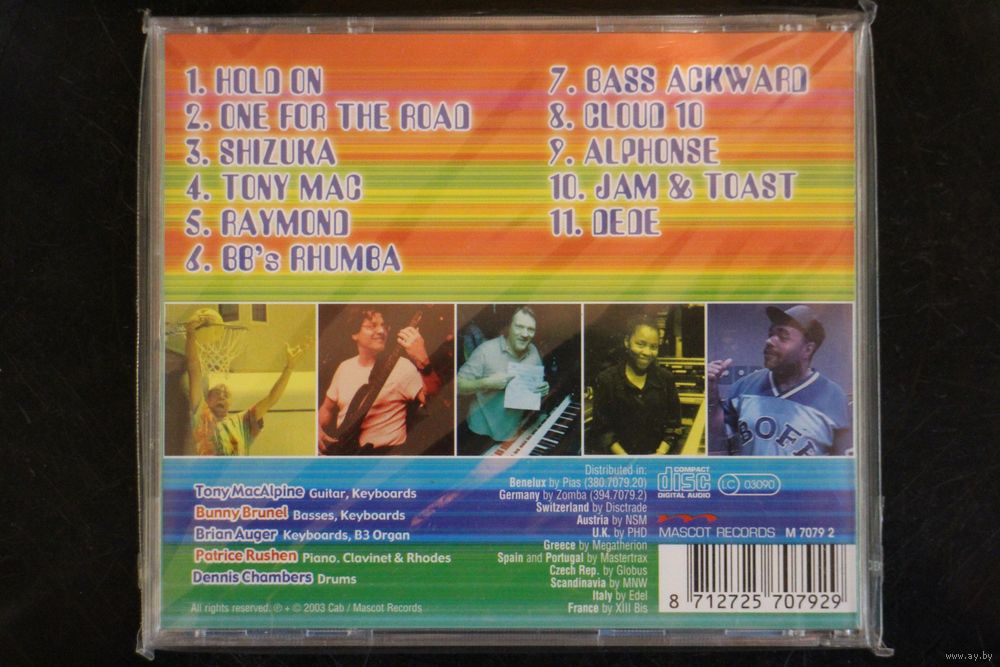 1. HOLD ON
2. ONE FOR THE ROAD
3. SHIZUKA
4. TONY MAC
5. RAYMOND
6. BB's RHUMBA
7. BASS ACKWARD
8. CLOUD 10
9. ALPHONSE
10. JAM & TOAST
11. DEDE
BOFF
Tony MacAlpine Guitar, Keyboards
Bunny Brunel Basses, Keyboards
Brian Auger Keyboards, B3 Organ
Patrice Rushen Piano, Clavinet & Rhodes
Dennis Chambers Drums
All rights reserved. ℗ + © 2003 Cab / Mascot Records
Distributed in:
Benelux by Pias (380.7079.20)
Germany by Zomba (394.7079.2)
Switzerland by Disctrade
Austria by NSM
U.K. by PHD
Greece by Megatherion
Spain and Portugal by Mastertrax
Czech Rep. by Globus
Scandinavia by MNW
Italy by Edel
France by XIII Bis
COMPACT
disc
DIGITAL AUDIO
LC 03090
MASCOT RECORDS M 7079 2
8 712725 707929
www.ay.by